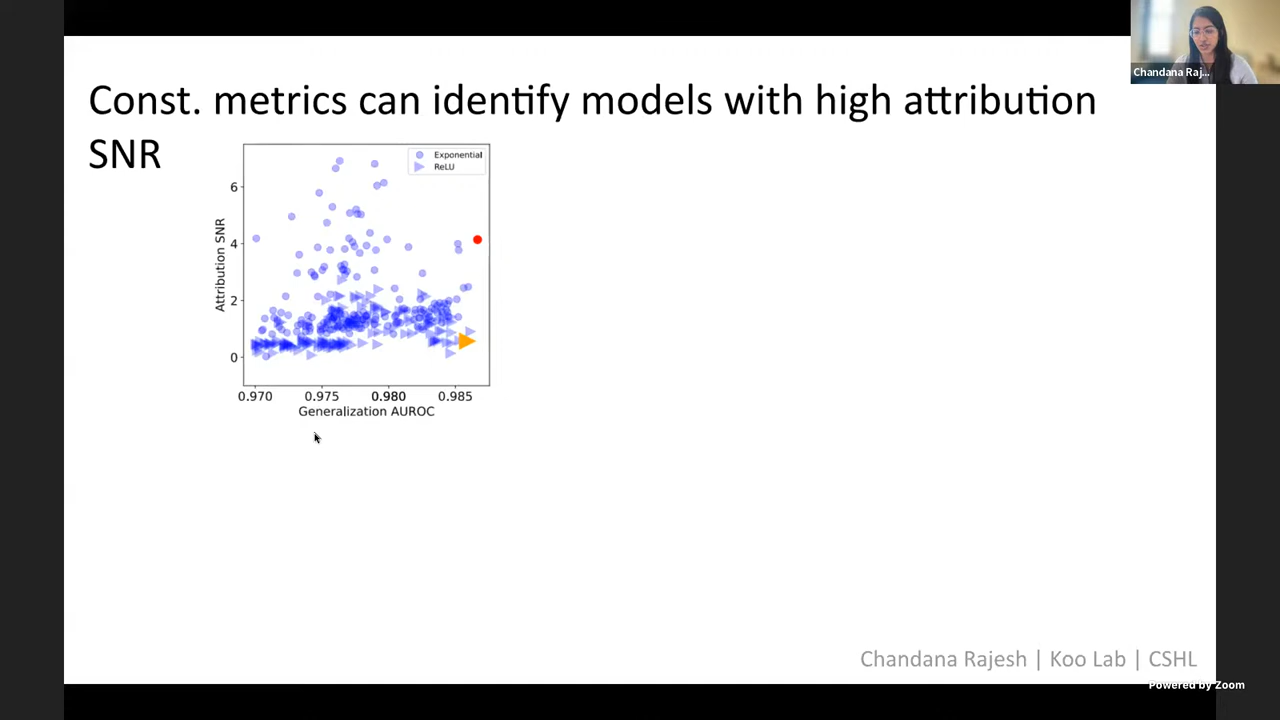 Chandana Raj...
Const. metrics can identify models with high attribution
SNR
Exponential
ReLU
6
4
2
0
Attribution SNR
0.970 0.975 0.980 0.985
Generalization AUROC
Chandana Rajesh | Koo Lab | CSHL
Powered by Zoom